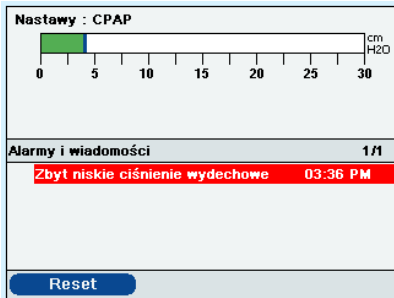 Nastawy : CPAP
cm
H2O
0 5 10 15 20 25 30
Alarmy i wiadomości 1/1
Zbyt niskie ciśnienie wydechowe 03:36 PM
Reset